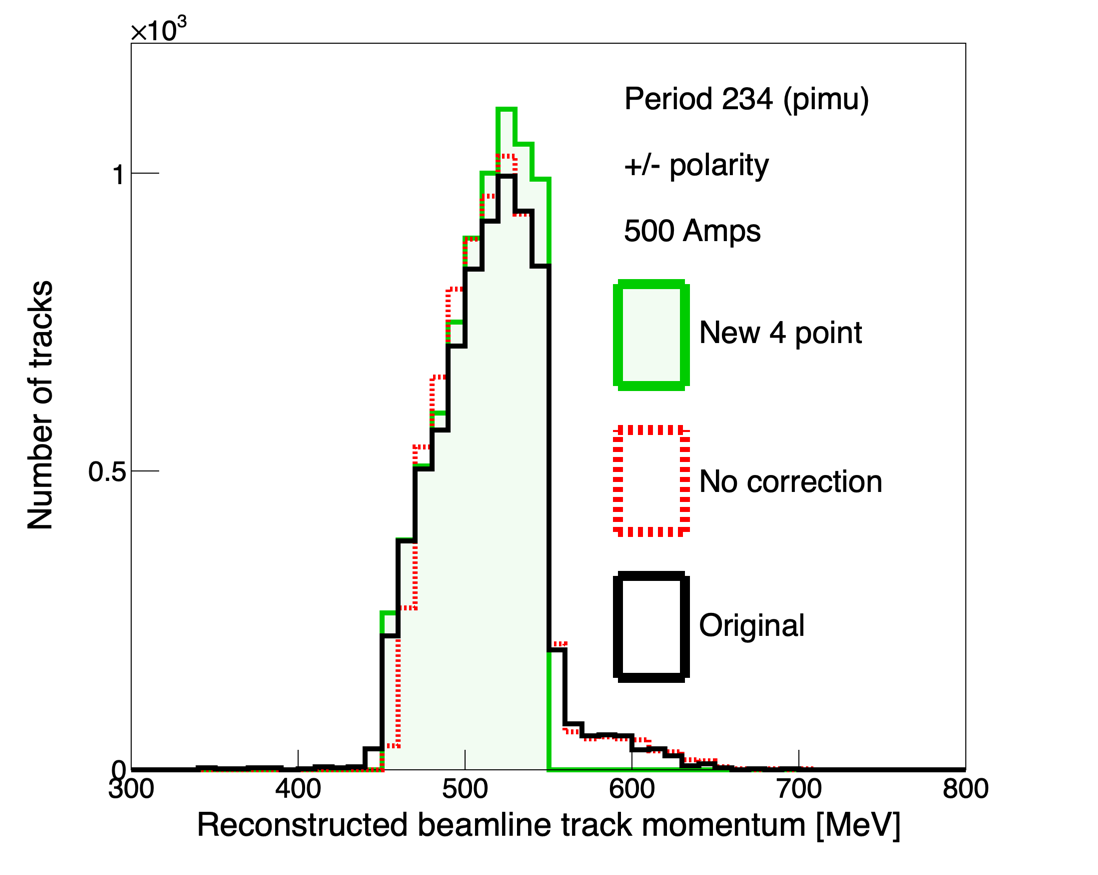 ×10³
Period 234 (pimu)
+/- polarity
500 Amps
New 4 point
No correction
Original
Number of tracks
1
0.5
0
300 400 500 600 700 800
Reconstructed beamline track momentum [MeV]